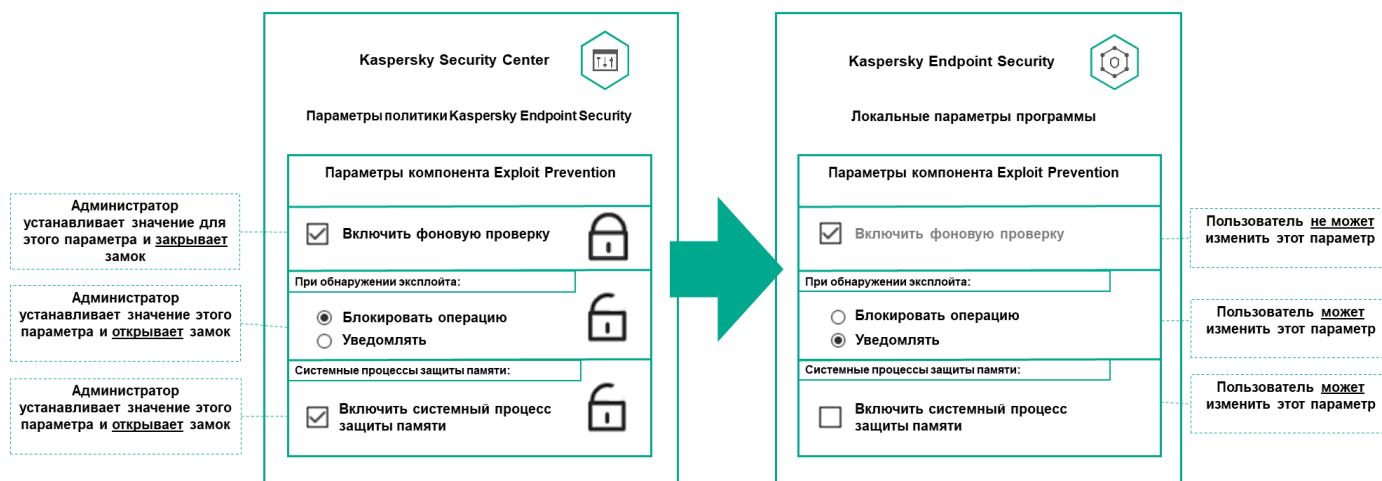 Kaspersky Security Center
Параметры политики Kaspersky Endpoint Security
Параметры компонента Exploit Prevention
Администратор
устанавливает значение для
этого параметра и закрывает
замок
Включить фоновую проверку
При обнаружении эксплойта:
Администратор
устанавливает значение этого
параметра и открывает замок
Блокировать операцию
Уведомлять
Системные процессы защиты памяти:
Администратор
устанавливает значение этого
параметра и открывает замок
Включить системный процесс
защиты памяти
Kaspersky Endpoint Security
Локальные параметры программы
Параметры компонента Exploit Prevention
Включить фоновую проверку
Пользователь не может
изменить этот параметр
При обнаружении эксплойта:
Блокировать операцию
Уведомлять
Пользователь может
изменить этот параметр
Системные процессы защиты памяти:
Включить системный процесс
защиты памяти
Пользователь может
изменить этот параметр